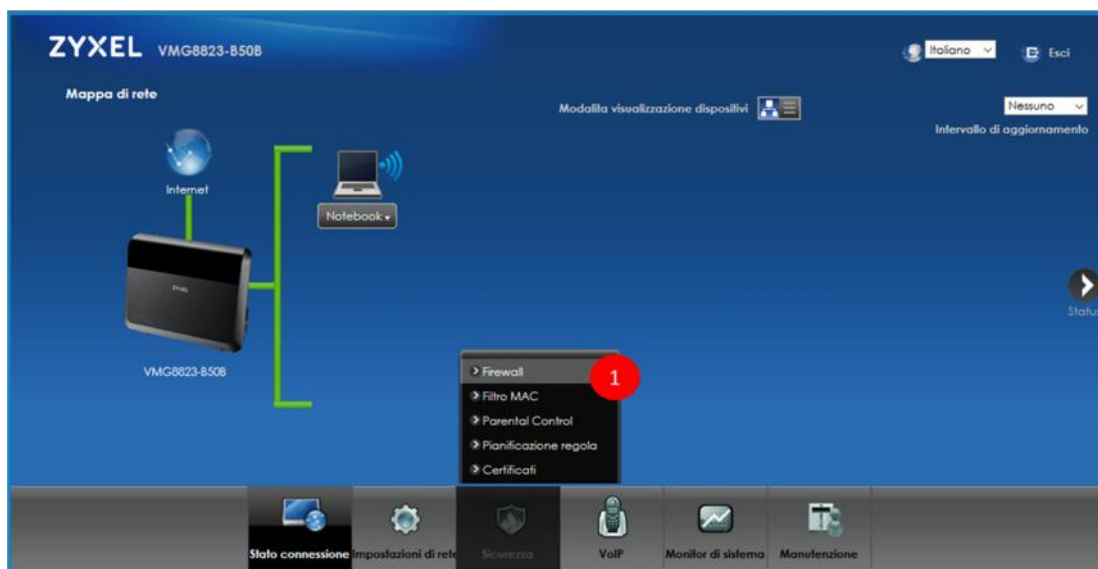 ZYXEL VMG8823-B50B
Italiano
Esci
Mappa di rete
Modalita visualizzazione dispositivi
Nessuno
Intervallo di aggiornamento
Internet
Notebook
ZYXEL
Status
VMG8823-B50B
Firewall
1
Filtro MAC
Parental Control
Pianificazione regola
Certificati
Stato connessione
Impostazioni di rete
Sicurezza
VoIP
Monitor di sistema
Manutenzione